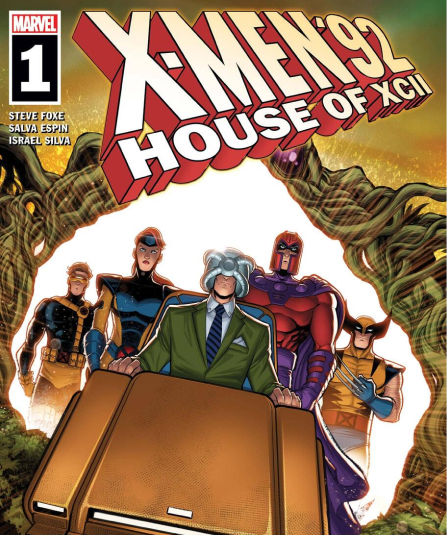 MARVEL
1
STEVE FOXE
SALVA ESPIN
ISRAEL SILVA
X-MEN '92
HOUSE OF XCII